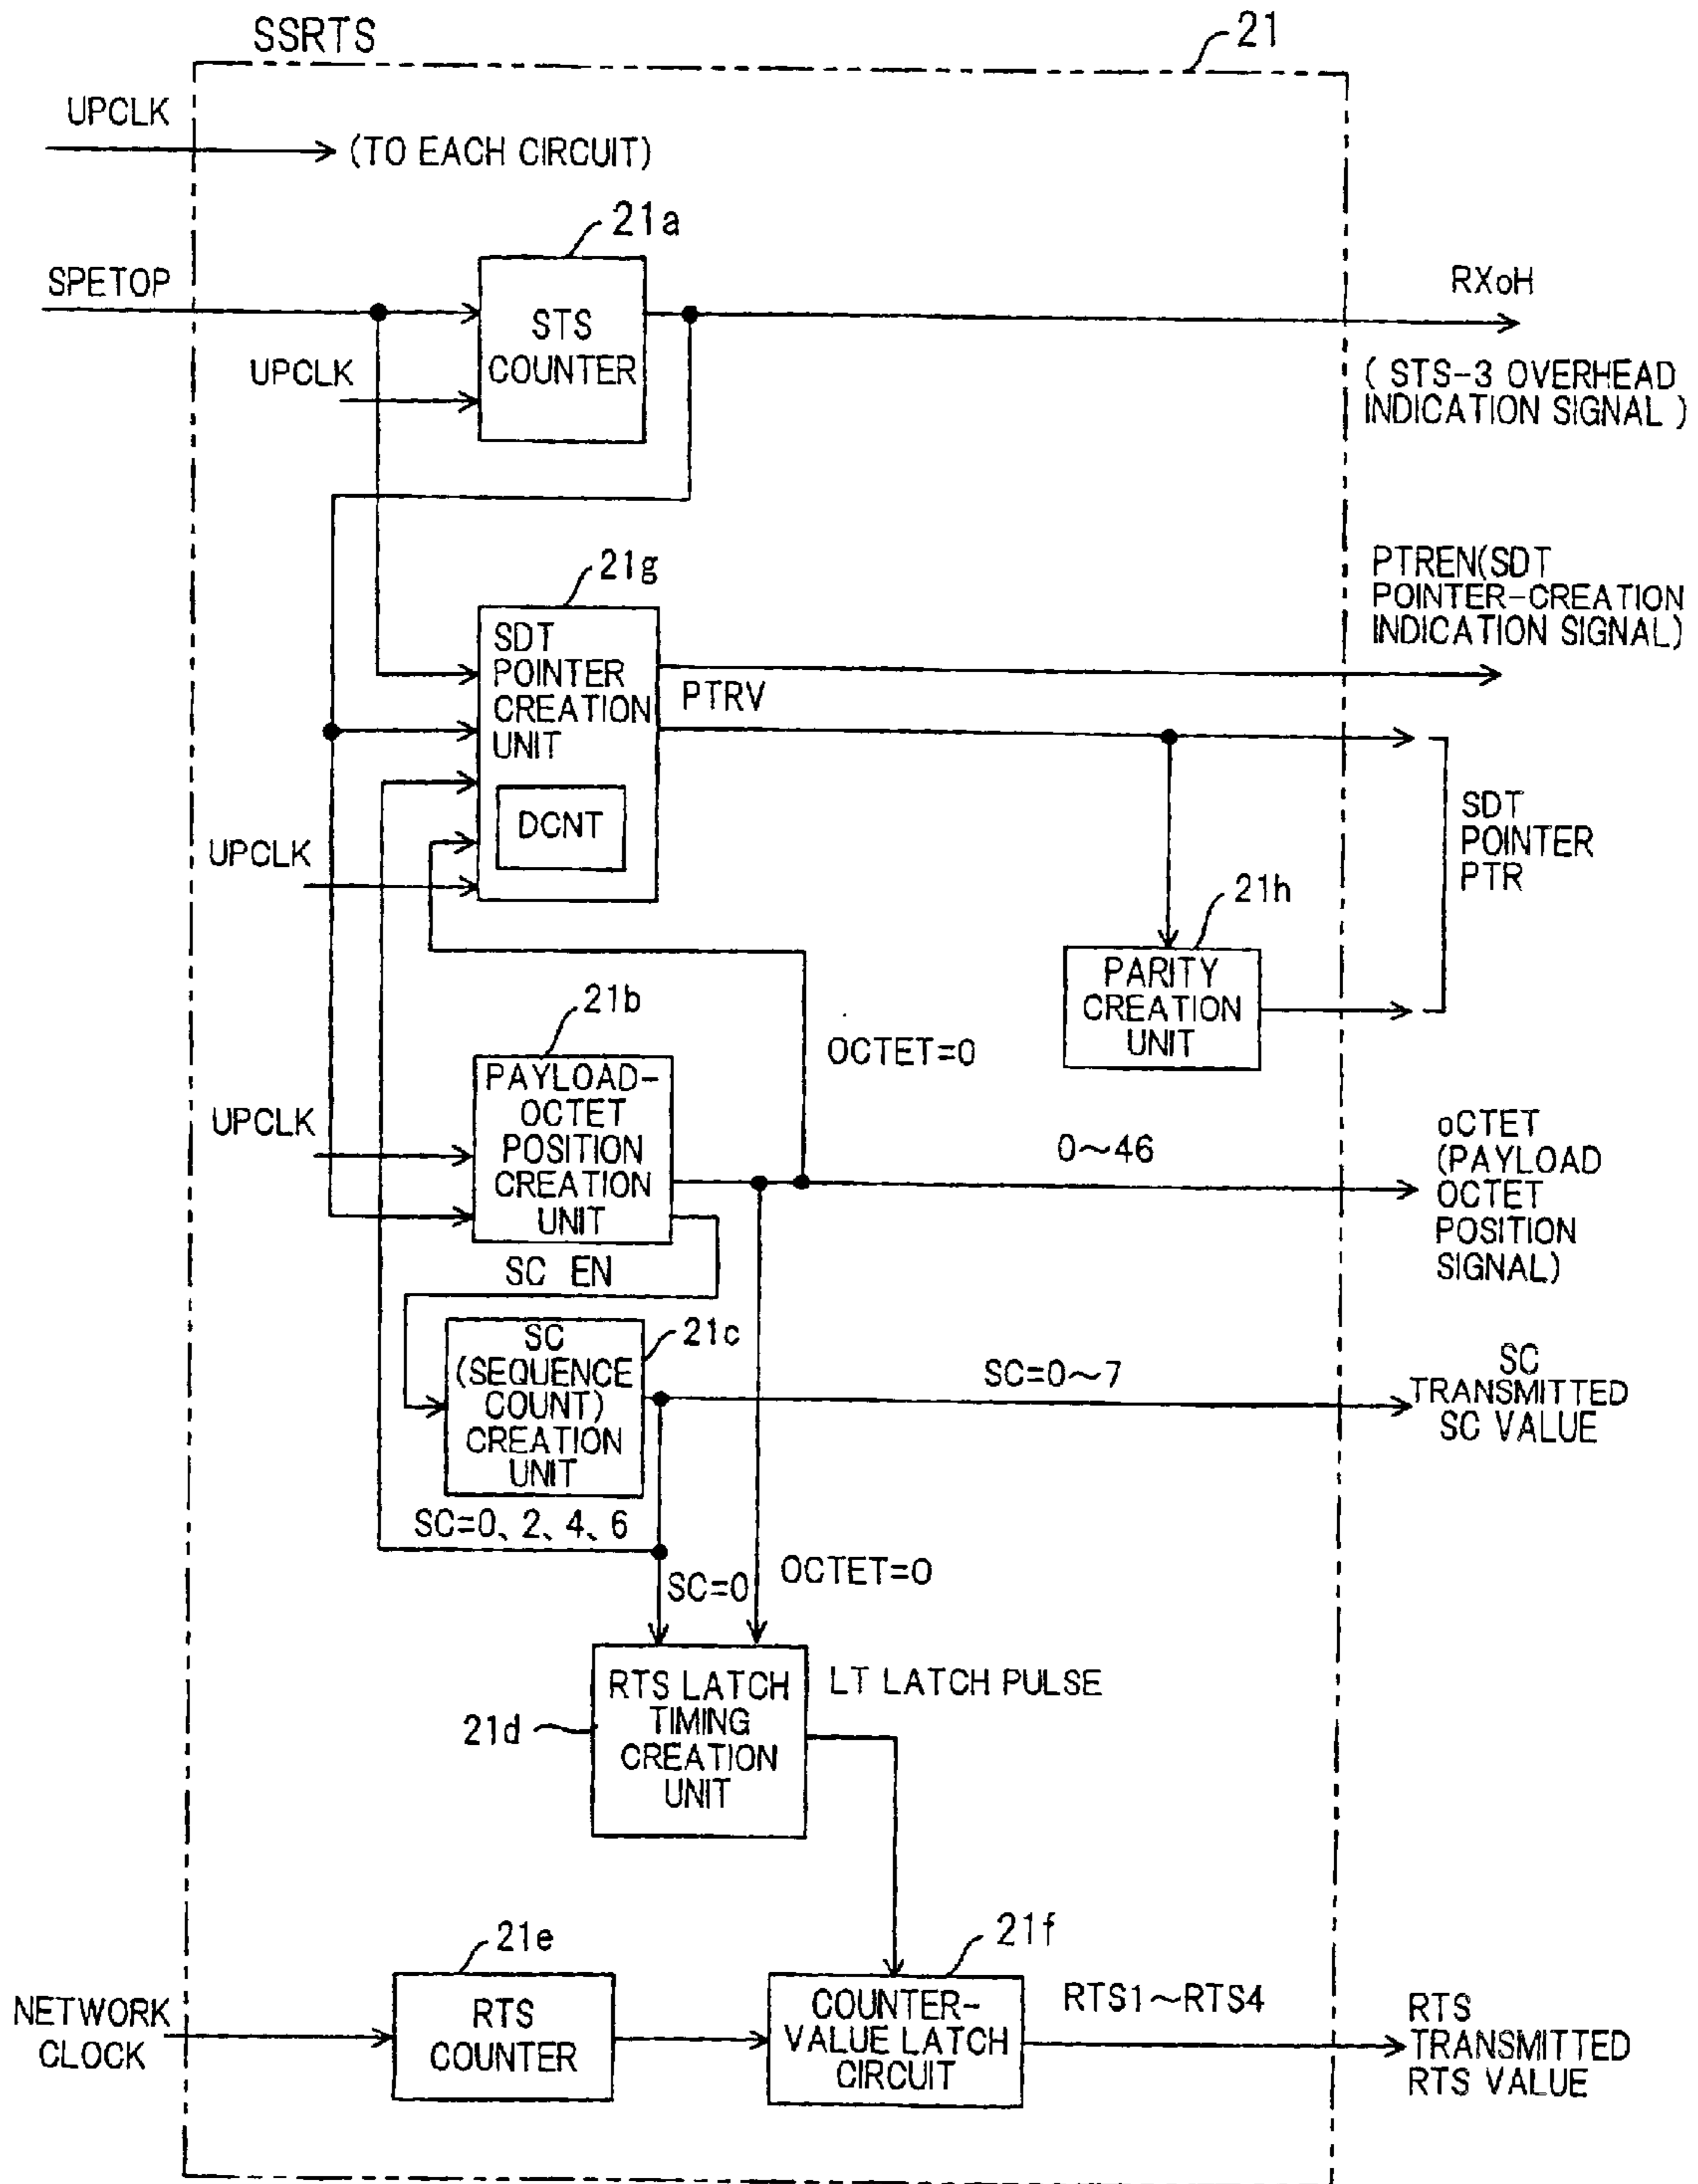 SSRTS
21
UPCLK
(TO EACH CIRCUIT)
21a
SPETOP
STS
COUNTER
UPCLK
RXoH
( STS-3 OVERHEAD
INDICATION SIGNAL )
21g
SDT
POINTER
CREATION
UNIT
DCNT
PTRV
PTREN(SDT
POINTER-CREATION
INDICATION SIGNAL)
UPCLK
SDT
POINTER
PTR
21h
PARITY
CREATION
UNIT
21b
OCTET=0
PAYLOAD-
OCTET
POSITION
CREATION
UNIT
UPCLK
0~46
oCTET
(PAYLOAD
OCTET
POSITION
SIGNAL)
SC EN
21c
SC
(SEQUENCE
COUNT)
CREATION
UNIT
SC=0~7
SC
TRANSMITTED
SC VALUE
SC=0、2、4、6
SC=0
OCTET=0
RTS LATCH
TIMING
CREATION
UNIT
LT LATCH PULSE
21d
21e
21f
NETWORK
CLOCK
RTS
COUNTER
COUNTER-
VALUE LATCH
CIRCUIT
RTS1~RTS4
RTS
TRANSMITTED
RTS VALUE